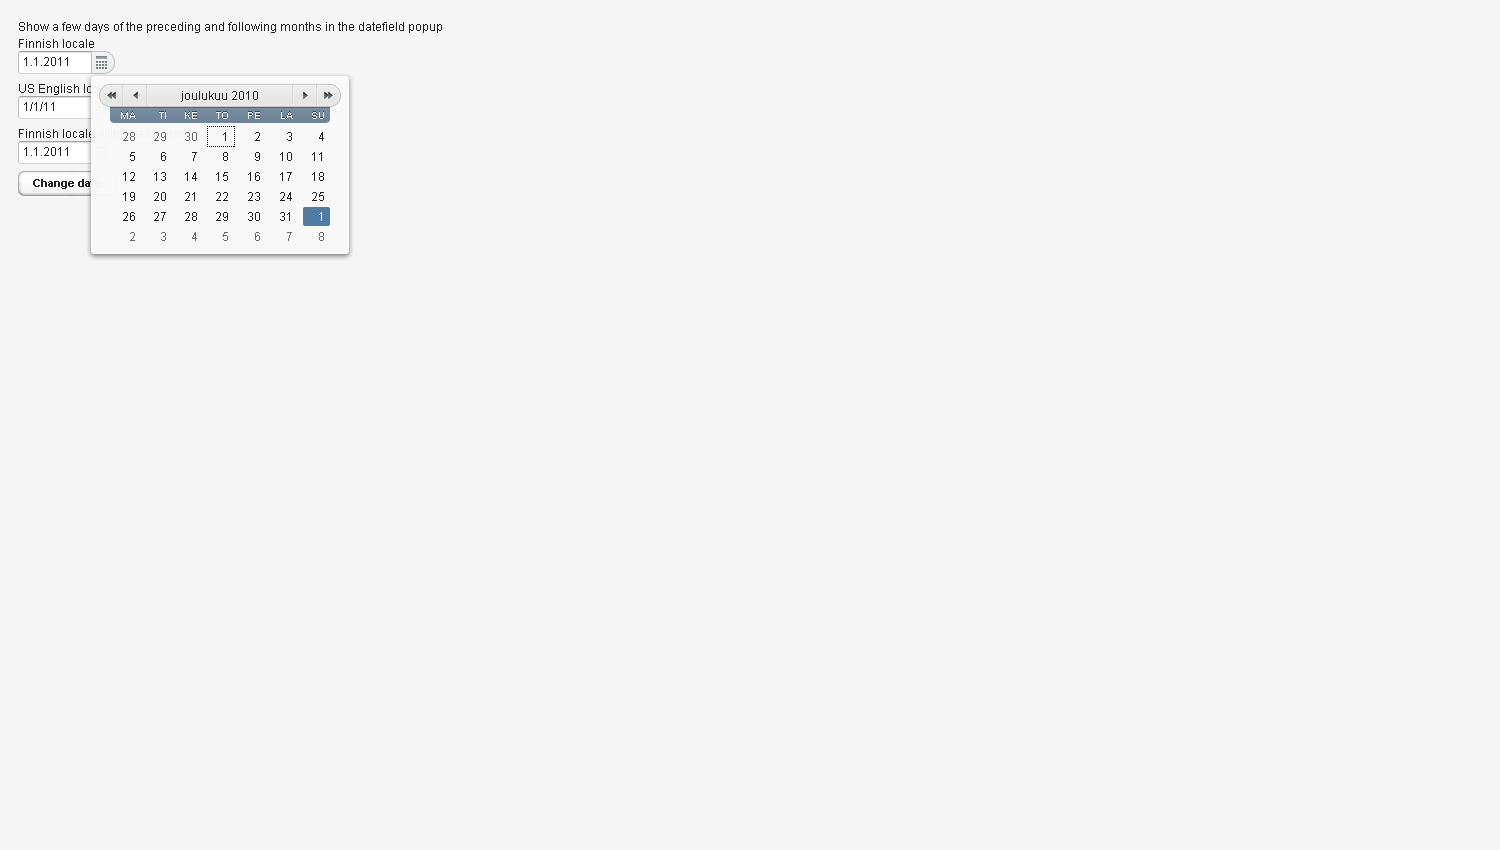 Show a few days of the preceding and following months in the datefield popup
Finnish locale
1.1.2011
US English lo
1/1/11
Finnish locale
1.1.2011
Change da
joulukuu 2010
MA TI KE TO PE LA SU
28 29 30 1 2 3 4
5 6 7 8 9 10 11
12 13 14 15 16 17 18
19 20 21 22 23 24 25
26 27 28 29 30 31 1
2 3 4 5 6 7 8